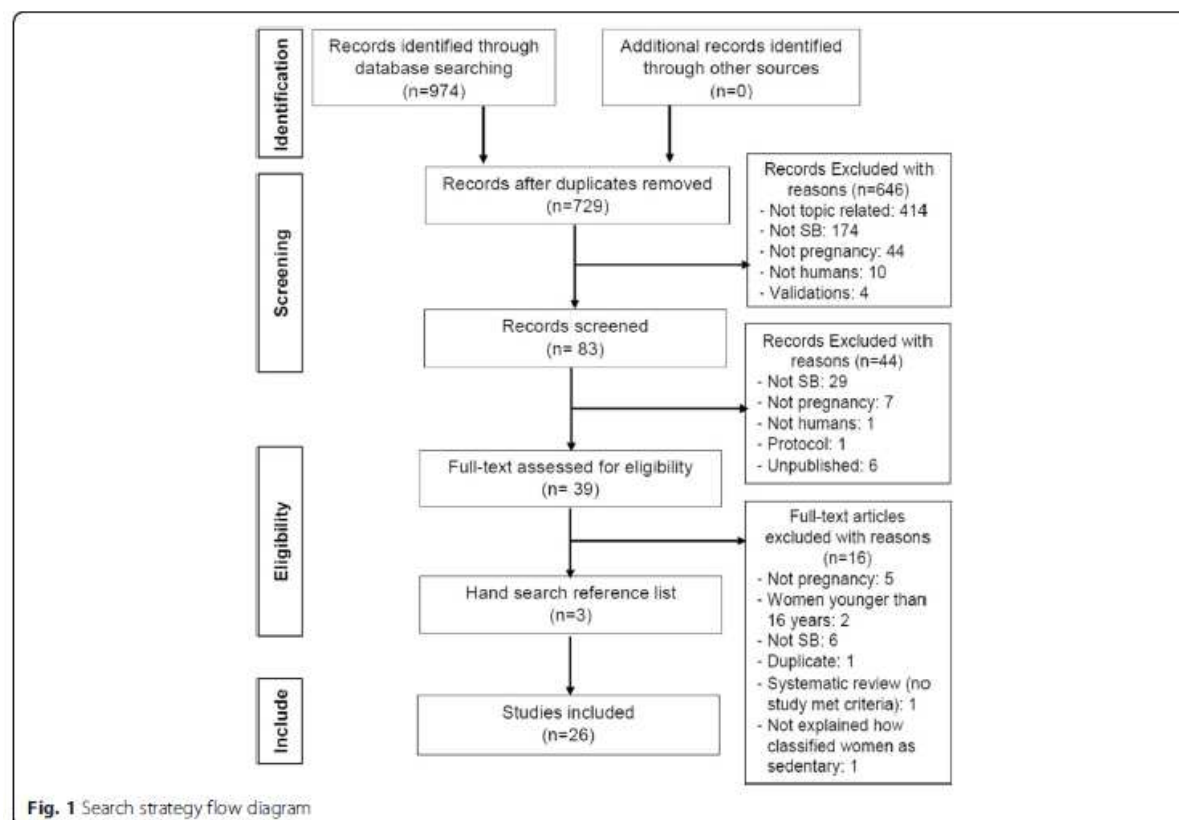 Identification
Records identified through
database searching
(n=974)
Additional records identified
through other sources
(n=0)
Screening
Records after duplicates removed
(n=729)
Records Excluded with
reasons (n=646)
- Not topic related: 414
- Not SB: 174
- Not pregnancy: 44
- Not humans: 10
- Validations: 4
Records screened
(n= 83)
Records Excluded with
reasons (n=44)
- Not SB: 29
- Not pregnancy: 7
- Not humans: 1
- Protocol: 1
- Unpublished: 6
Eligibility
Full-text assessed for eligibility
(n= 39)
Full-text articles
excluded with reasons
(n=16)
- Not pregnancy: 5
- Women younger than
16 years: 2
- Not SB: 6
- Duplicate: 1
- Systematic review (no
study met criteria): 1
- Not explained how
classified women as
sedentary: 1
Hand search reference list
(n=3)
Include
Studies included
(n=26)
Fig. 1 Search strategy flow diagram